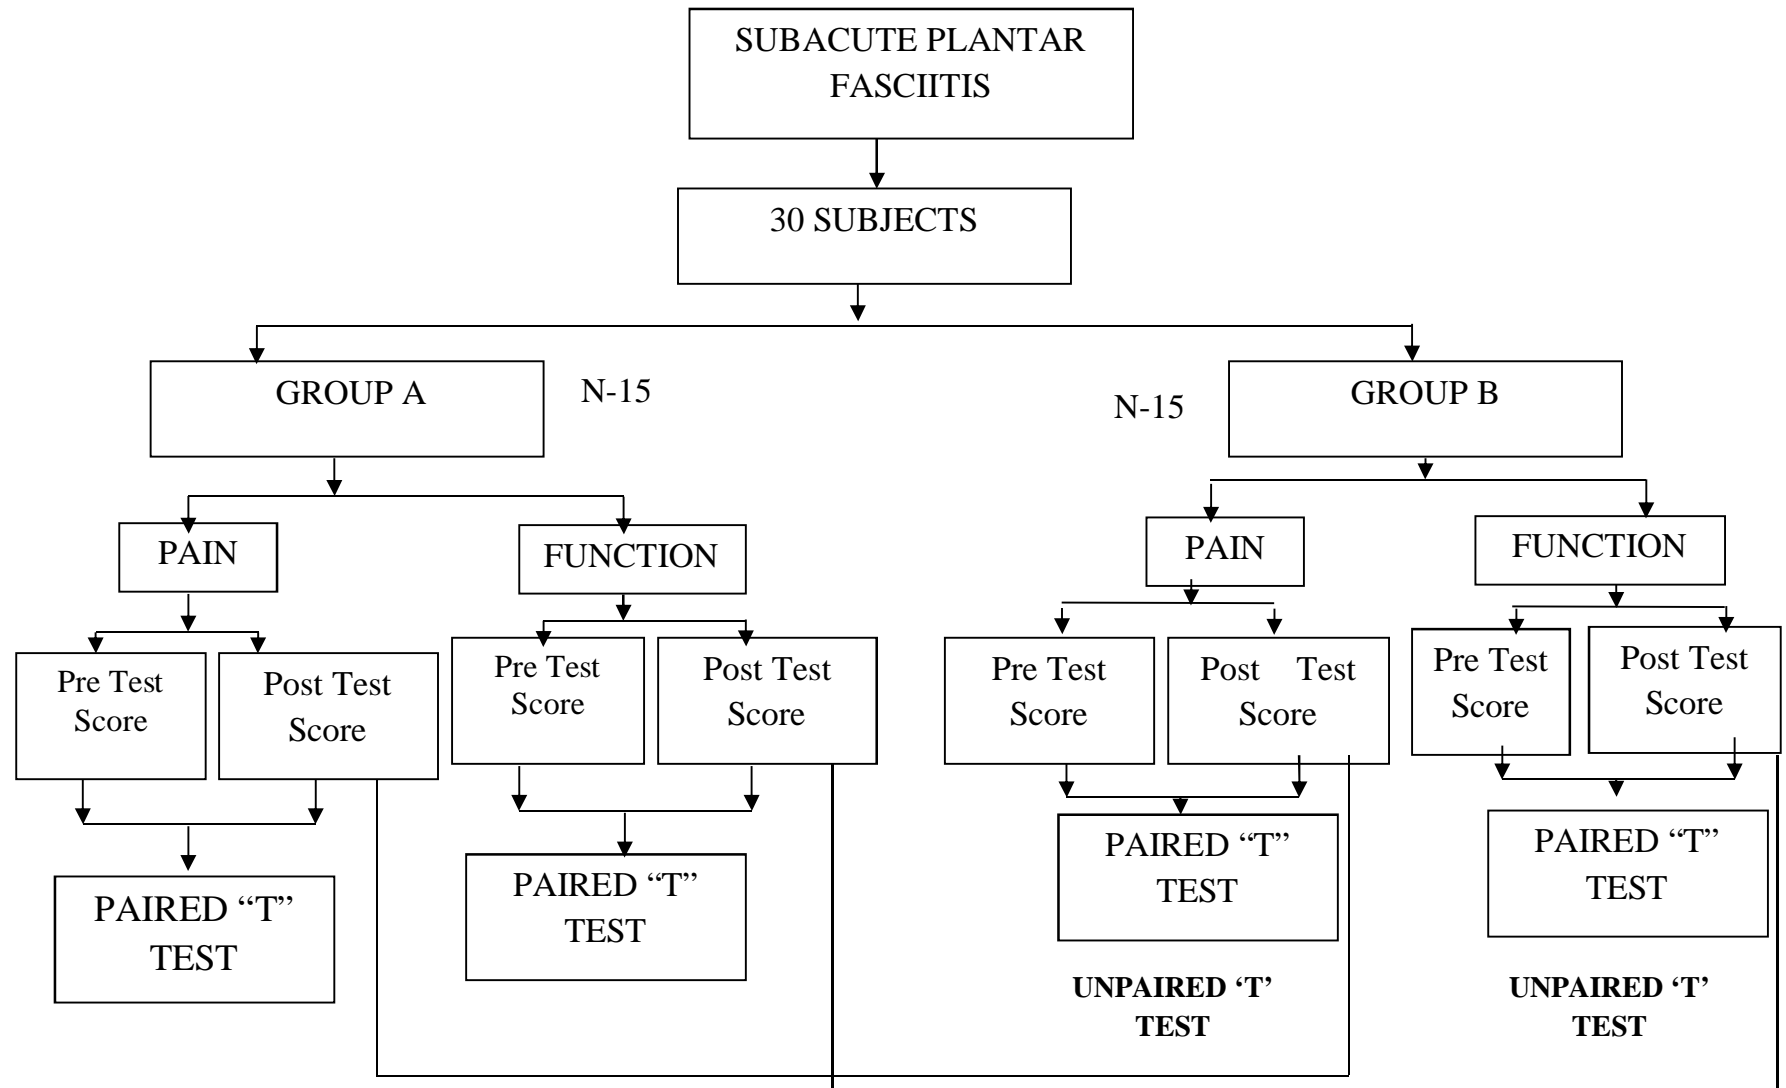 SUBACUTE PLANTAR
FASCIITIS
30 SUBJECTS
GROUP A
N-15
N-15
GROUP B
PAIN
FUNCTION
PAIN
FUNCTION
Pre Test
Score
Post Test
Score
Pre Test
Score
Post Test
Score
Pre Test
Score
Post Test
Score
Pre Test
Score
Post Test
Score
PAIRED “T”
TEST
PAIRED “T”
TEST
PAIRED “T”
TEST
PAIRED “T”
TEST
UNPAIRED ‘T’
TEST
UNPAIRED ‘T’
TEST